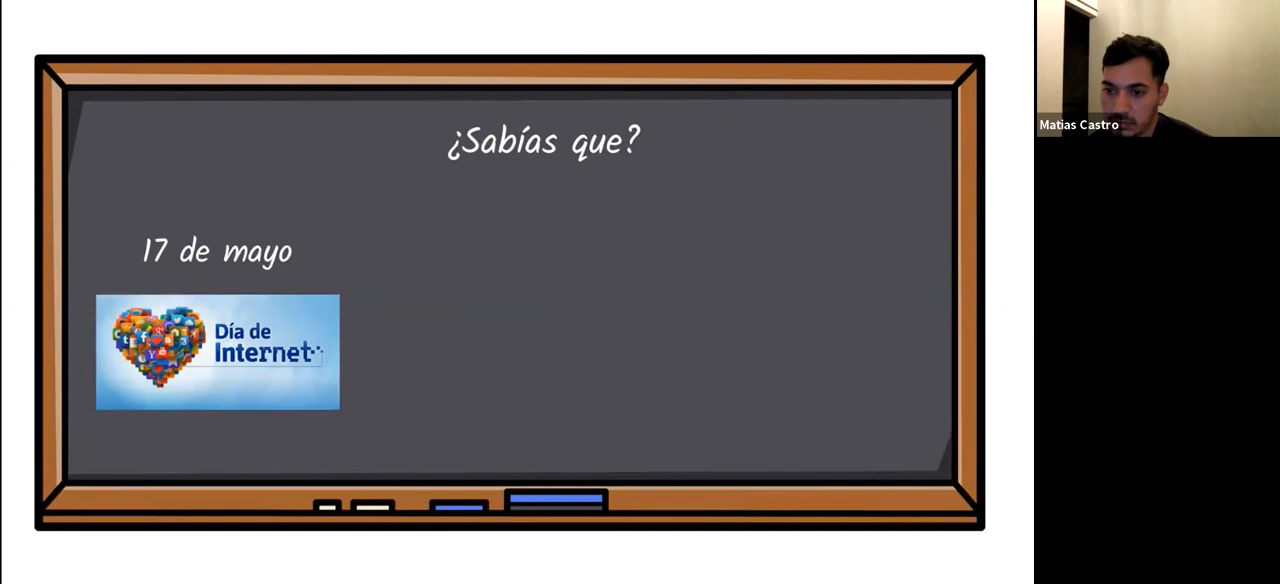 ¿Sabías que?
17 de mayo
Día de
Internet
Matias Castro